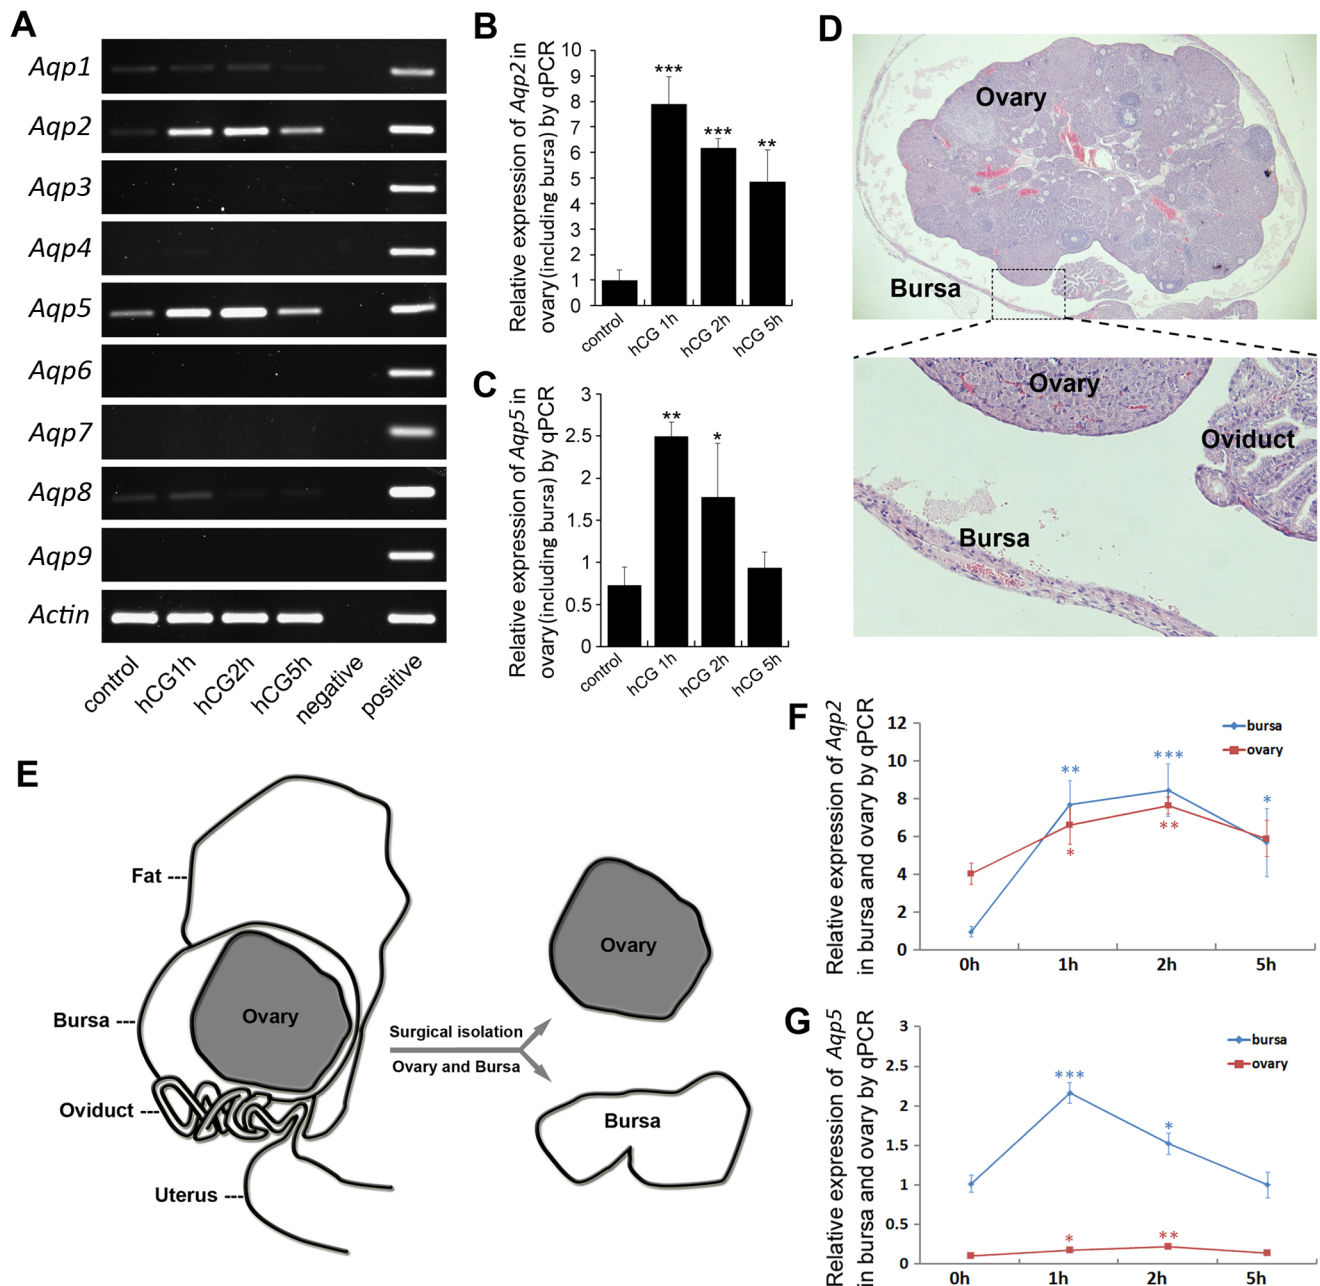 A
Aqp1
Aqp2
Aqp3
Aqp4
Aqp5
Aqp6
Aqp7
Aqp8
Aqp9
Actin
control
hCG1h
hCG2h
hCG5h
negative
positive
B
Relative expression of Aqp2 in
ovary(including bursa) by qPCR
10
9
8
7
6
5
4
3
2
1
0
***
***
**
control
hCG 1h
hCG 2h
hCG 5h
C
Relative expression of Aqp5 in
ovary(including bursa) by qPCR
3
2.5
2
1.5
1
0.5
0
**
*
control
hCG 1h
hCG 2h
hCG 5h
D
Ovary
Bursa
Ovary
Oviduct
Bursa
E
Fat ---
Bursa ---
Oviduct ---
Uterus ---
Ovary
Surgical isolation
Ovary and Bursa
Ovary
Bursa
F
Relative expression of Aqp2
in bursa and ovary by qPCR
12
10
8
6
4
2
0
bursa
ovary
**
***
*
*
**
0h
1h
2h
5h
G
Relative expression of Aqp5
in bursa and ovary by qPCR
3
2.5
2
1.5
1
0.5
0
bursa
ovary
***
*
*
**
0h
1h
2h
5h